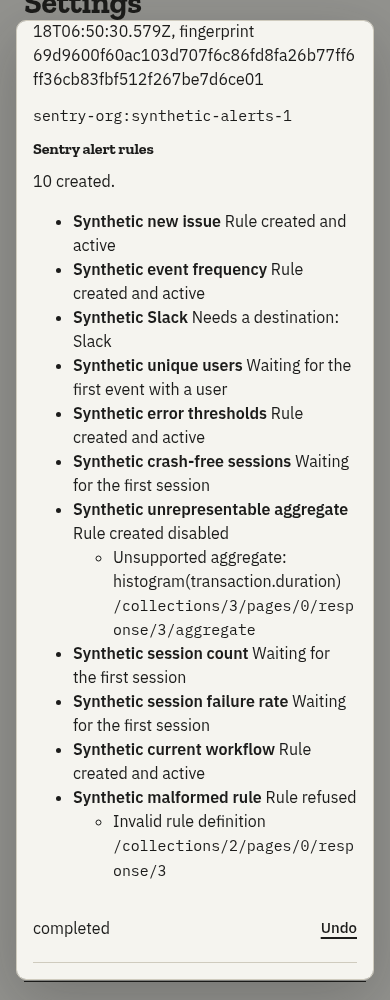 Settings
18T06:50:30.579Z, fingerprint
69d9600f60ac103d707f6c86fd8fa26b77ff6
ff36cb83fbf512f267be7d6ce01
sentry-org:synthetic-alerts-1
Sentry alert rules
10 created.
• Synthetic new issue Rule created and
active
• Synthetic event frequency Rule
created and active
• Synthetic Slack Needs a destination:
Slack
• Synthetic unique users Waiting for the
first event with a user
• Synthetic error thresholds Rule
created and active
• Synthetic crash-free sessions Waiting
for the first session
• Synthetic unrepresentable aggregate
Rule created disabled
◦ Unsupported aggregate:
histogram(transaction.duration)
/collections/3/pages/0/resp
onse/3/aggregate
• Synthetic session count Waiting for
the first session
• Synthetic session failure rate Waiting
for the first session
• Synthetic current workflow Rule
created and active
• Synthetic malformed rule Rule refused
◦ Invalid rule definition
/collections/2/pages/0/resp
onse/3
completed Undo